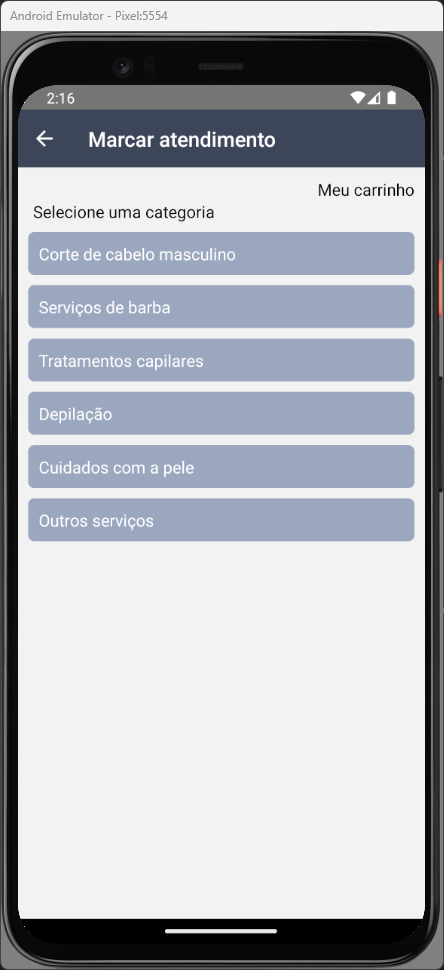 Android Emulator - Pixel:5554
2:16
Marcar atendimento
Meu carrinho
Selecione uma categoria
Corte de cabelo masculino
Serviços de barba
Tratamentos capilares
Depilação
Cuidados com a pele
Outros serviços